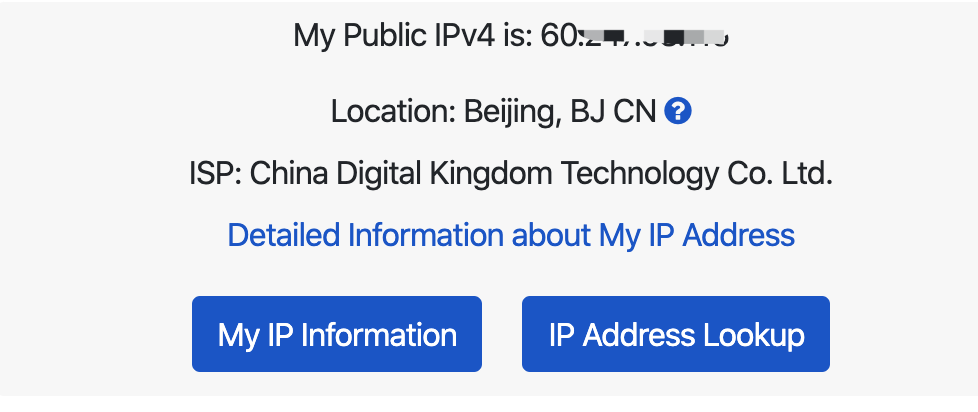 My Public IPv4 is: 60.
Location: Beijing, BJ CN ?
ISP: China Digital Kingdom Technology Co. Ltd.
Detailed Information about My IP Address
My IP Information
IP Address Lookup